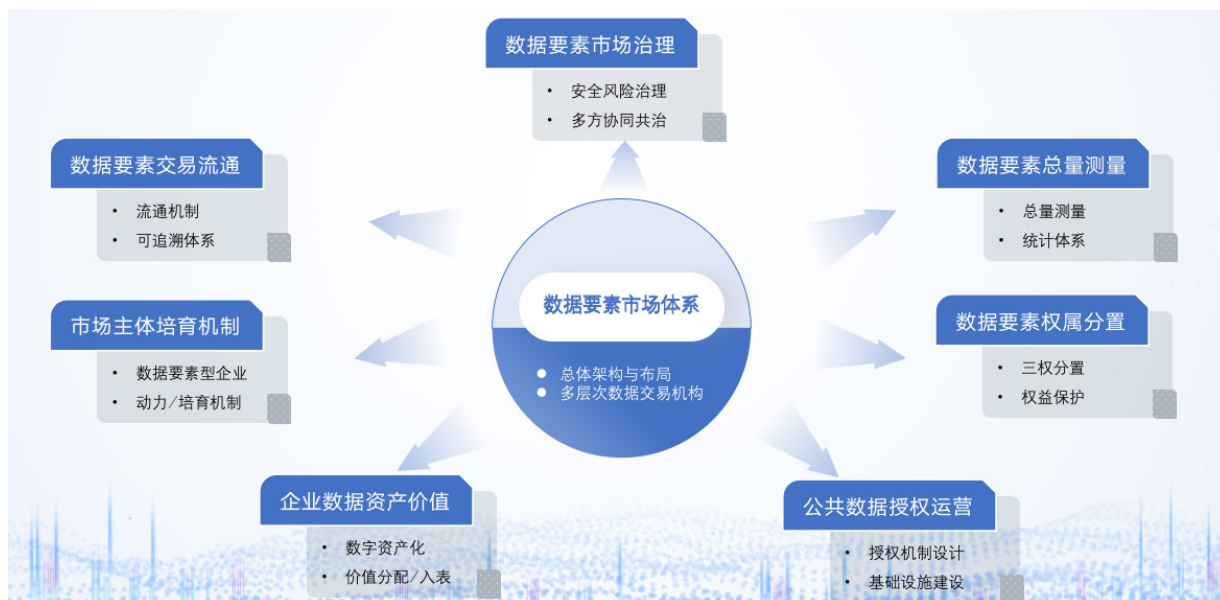 数据要素市场治理
• 安全风险治理
• 多方协同共治
数据要素交易流通
• 流通机制
• 可追溯体系
数据要素总量测量
• 总量测量
• 统计体系
数据要素市场体系
● 总体架构与布局
● 多层次数据交易机构
市场主体培育机制
• 数据要素型企业
• 动力/培育机制
数据要素权属分置
• 三权分置
• 权益保护
企业数据资产价值
• 数字资产化
• 价值分配/入表
公共数据授权运营
• 授权机制设计
• 基础设施建设